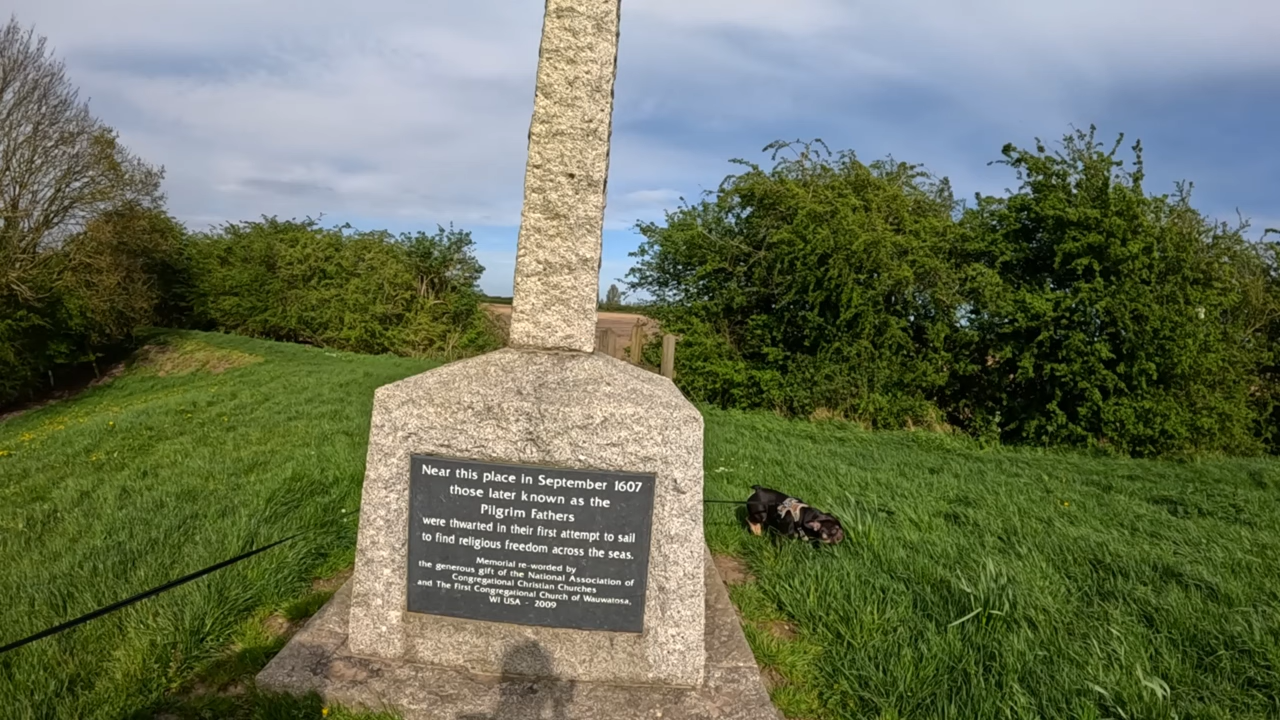 Near this place in September 1607
those later known as the
Pilgrim Fathers
were thwarted in their first attempt to sail
to find religious freedom across the seas.
Memorial re-worded by
the generous gift of the National Association of
Congregational Christian Churches
and The First Congregational Church of Wauwatosa,
WI USA - 2009